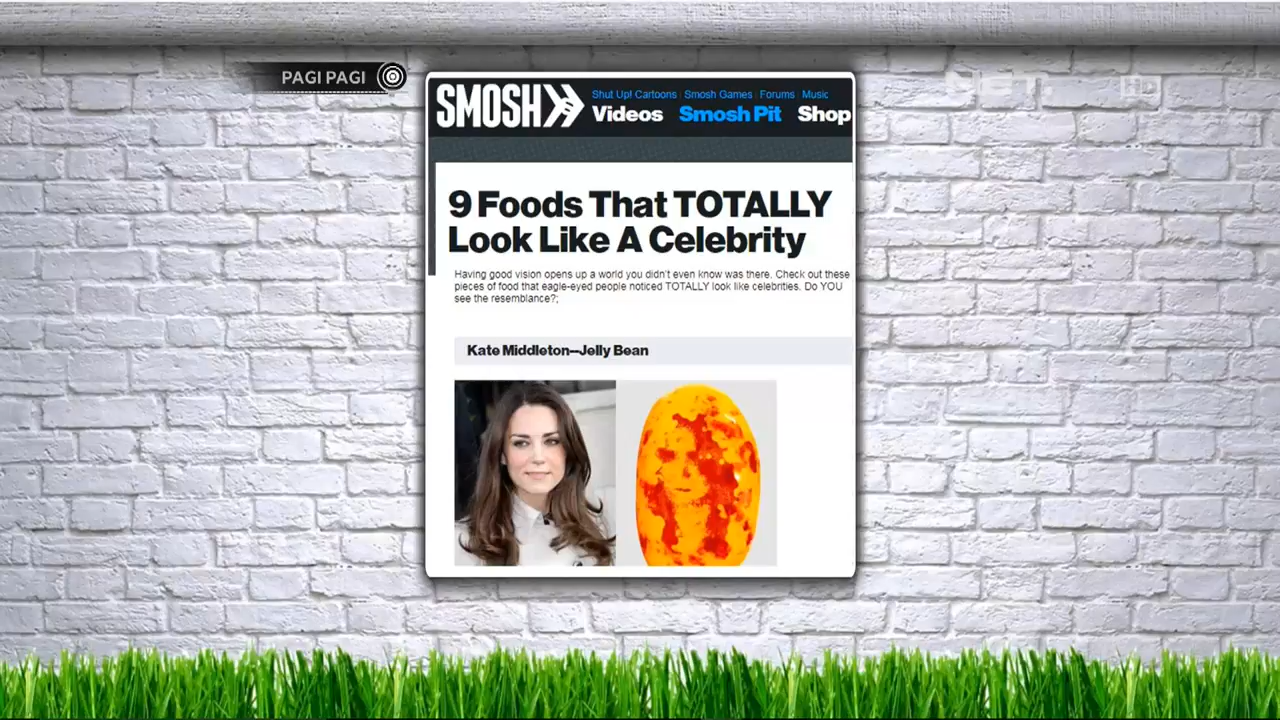 PAGI PAGI
NET
HD
SMOSH
Shut Up! Cartoons Smosh Games Forums Music
Videos Smosh Pit Shop
9 Foods That TOTALLY
Look Like A Celebrity
Having good vision opens up a world you didn't even know was there. Check out these
pieces of food that eagle-eyed people noticed TOTALLY look like celebrities. Do YOU
see the resemblance?;
Kate Middleton—Jelly Bean